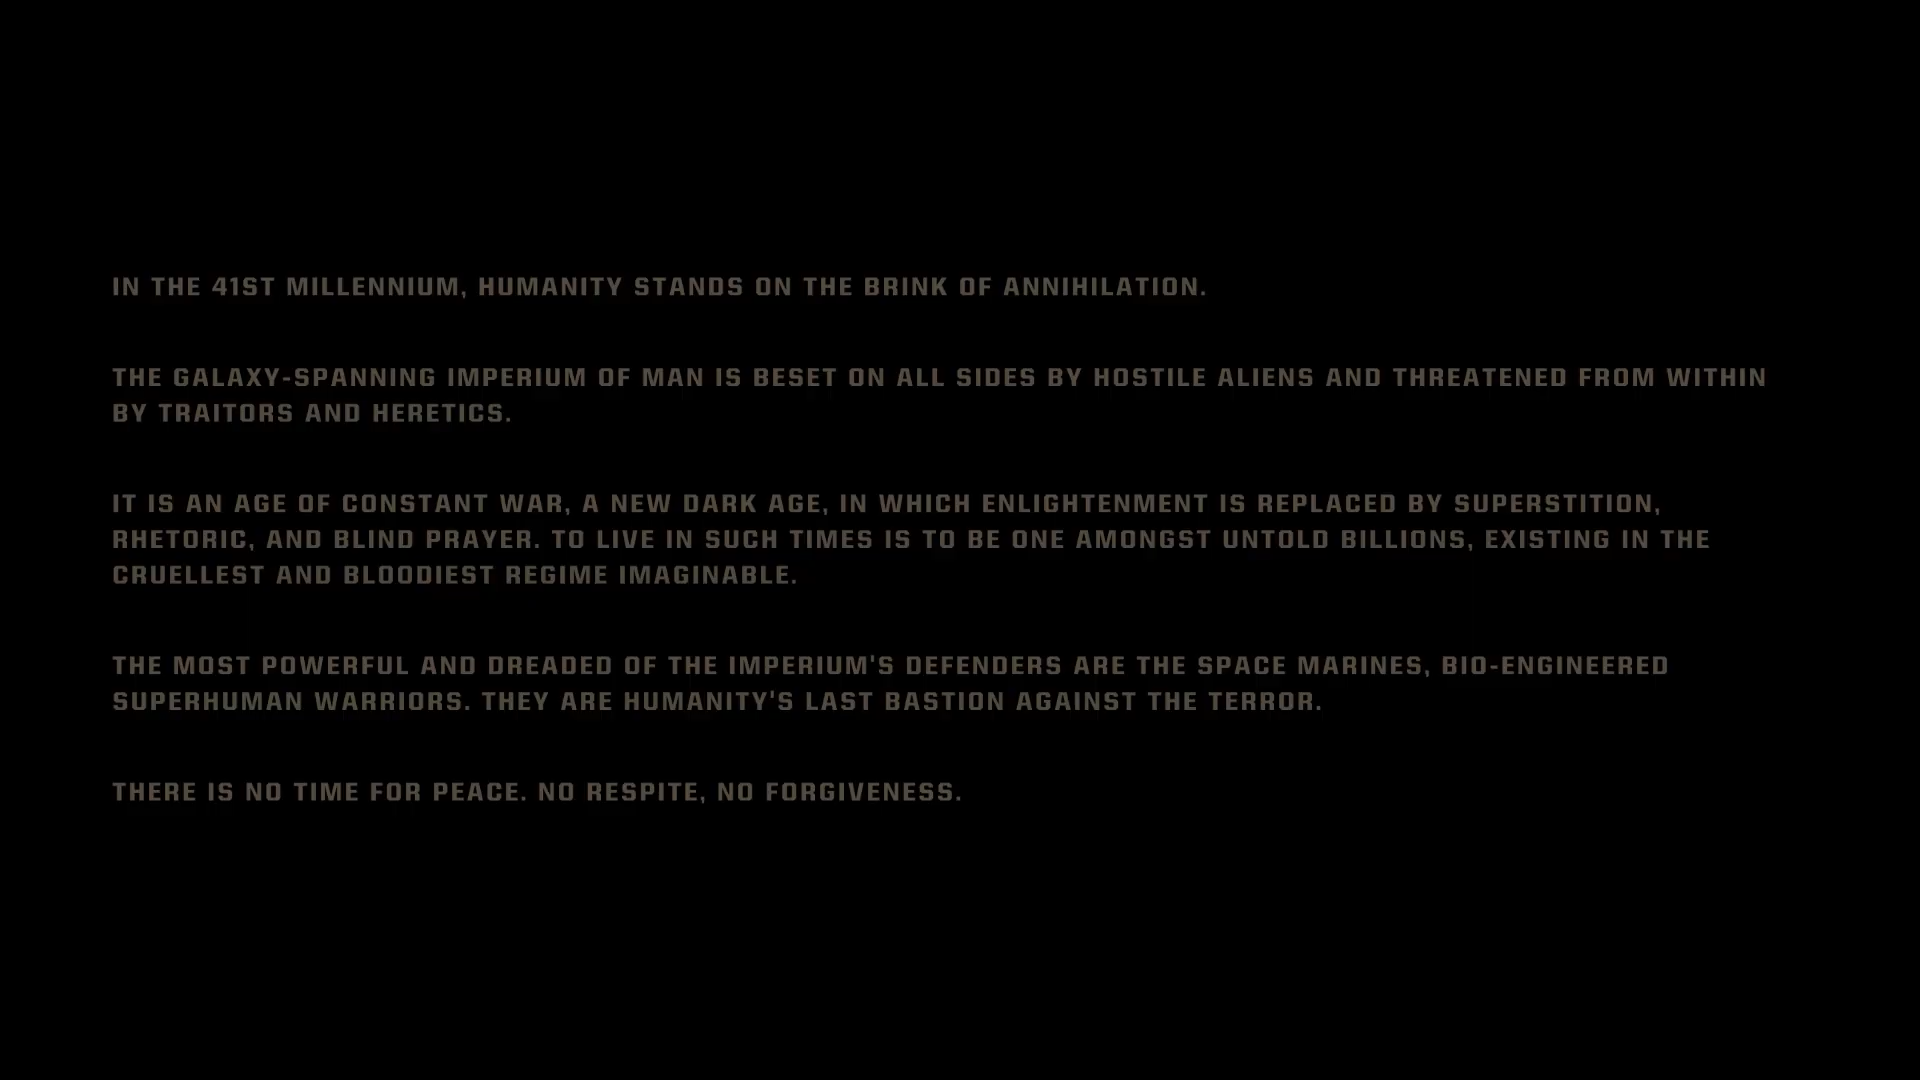 IN THE 41ST MILLENNIUM, HUMANITY STANDS ON THE BRINK OF ANNIHILATION.
THE GALAXY-SPANNING IMPERIUM OF MAN IS BESET ON ALL SIDES BY HOSTILE ALIENS AND THREATENED FROM WITHIN
BY TRAITORS AND HERETICS.
IT IS AN AGE OF CONSTANT WAR, A NEW DARK AGE, IN WHICH ENLIGHTENMENT IS REPLACED BY SUPERSTITION,
RHETORIC, AND BLIND PRAYER. TO LIVE IN SUCH TIMES IS TO BE ONE AMONGST UNTOLD BILLIONS, EXISTING IN THE
CRUELLEST AND BLOODIEST REGIME IMAGINABLE.
THE MOST POWERFUL AND DREADED OF THE IMPERIUM'S DEFENDERS ARE THE SPACE MARINES, BIO-ENGINEERED
SUPERHUMAN WARRIORS. THEY ARE HUMANITY'S LAST BASTION AGAINST THE TERROR.
THERE IS NO TIME FOR PEACE. NO RESPITE, NO FORGIVENESS.